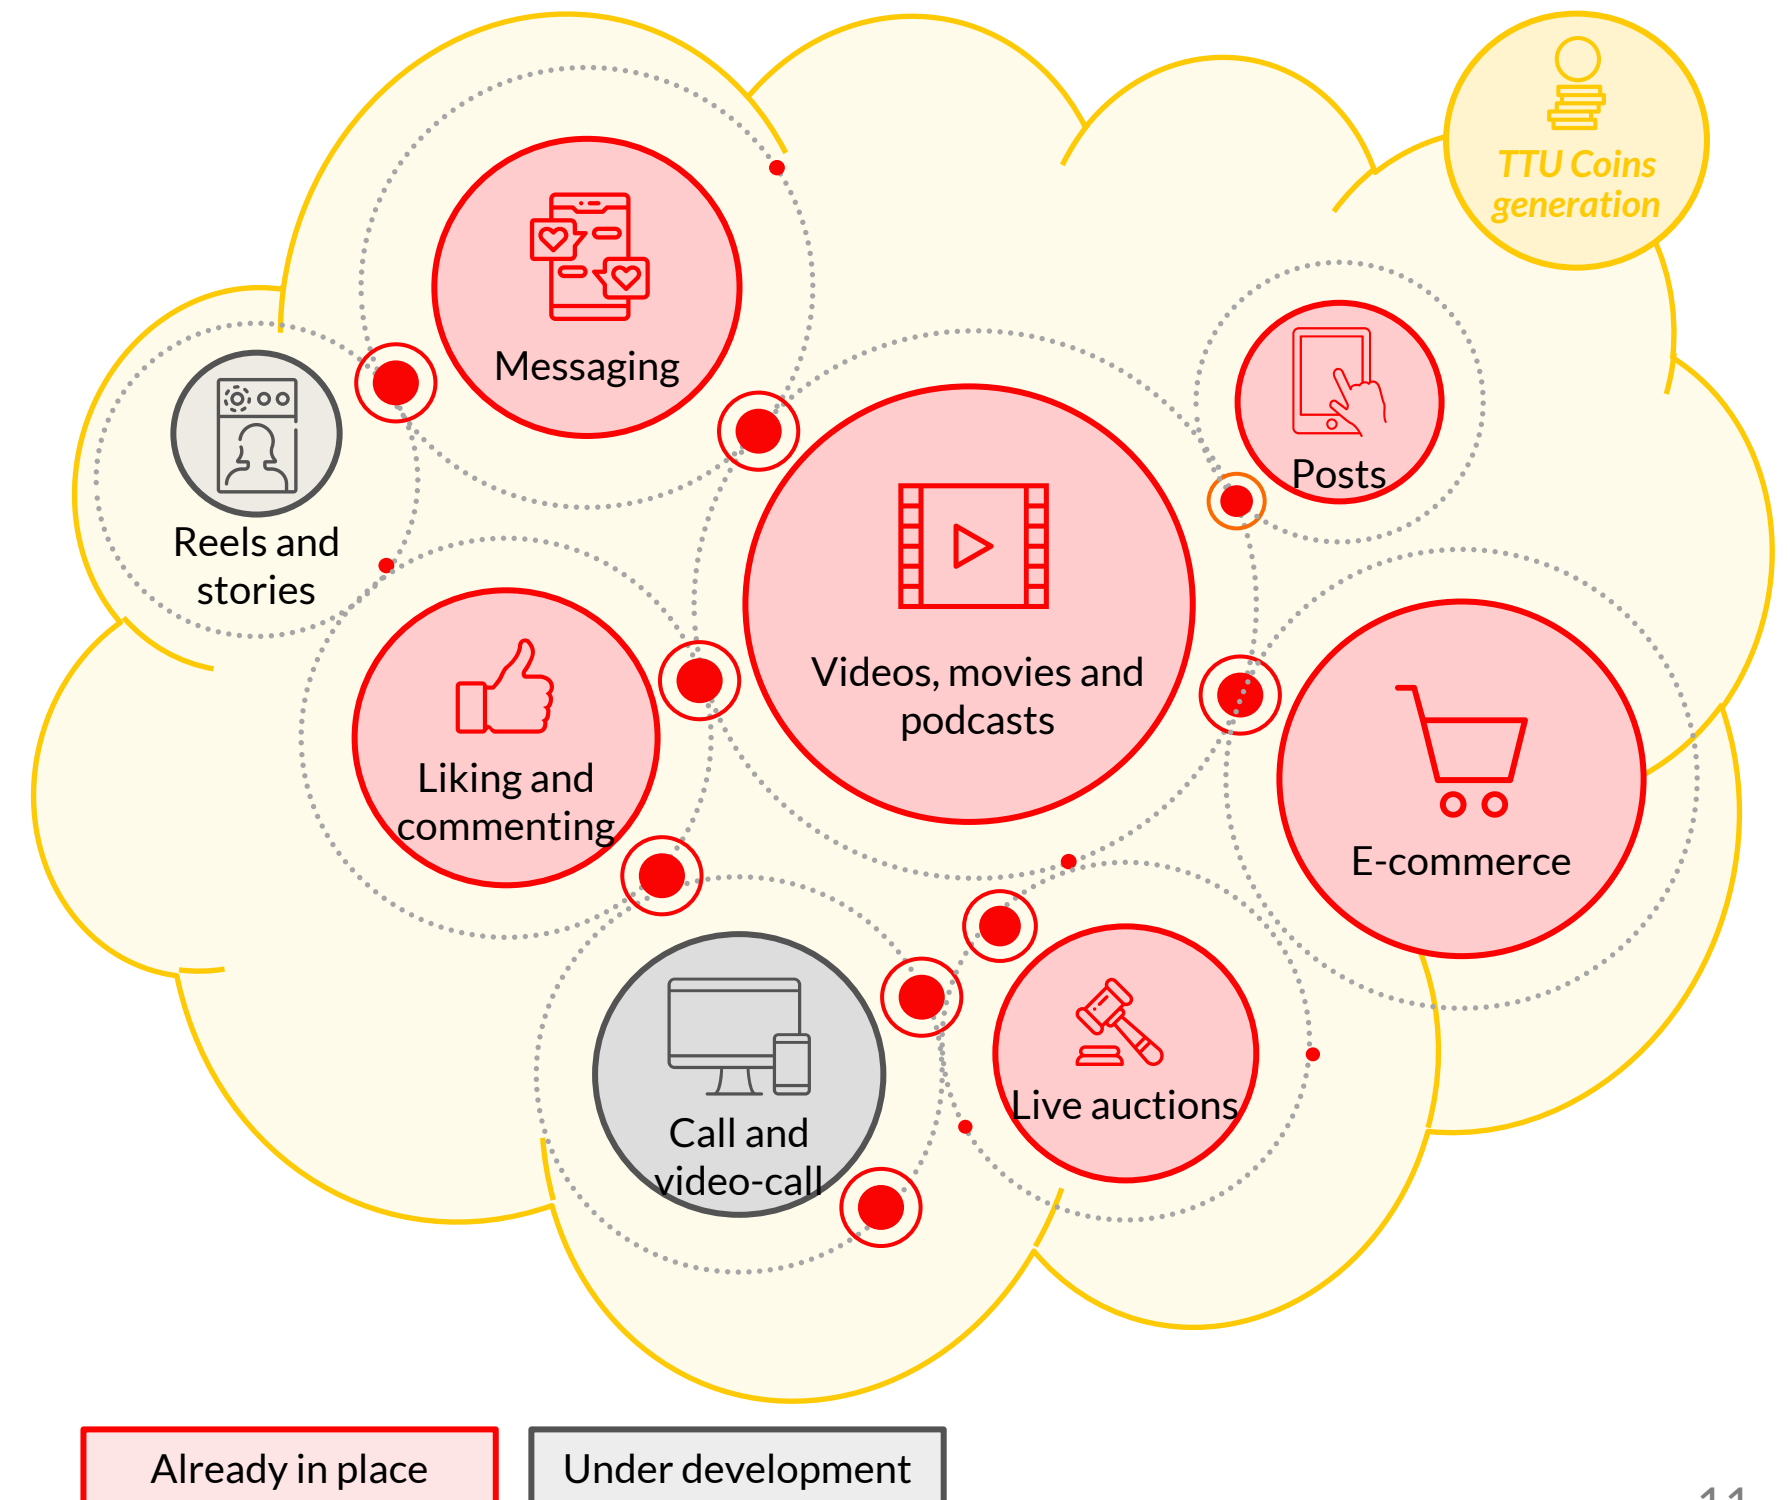 TTU Coins
generation
Messaging
Posts
Reels and
stories
Videos, movies and
podcasts
Liking and
commenting
E-commerce
Live auctions
Call and
video-call
Already in place
Under development
11